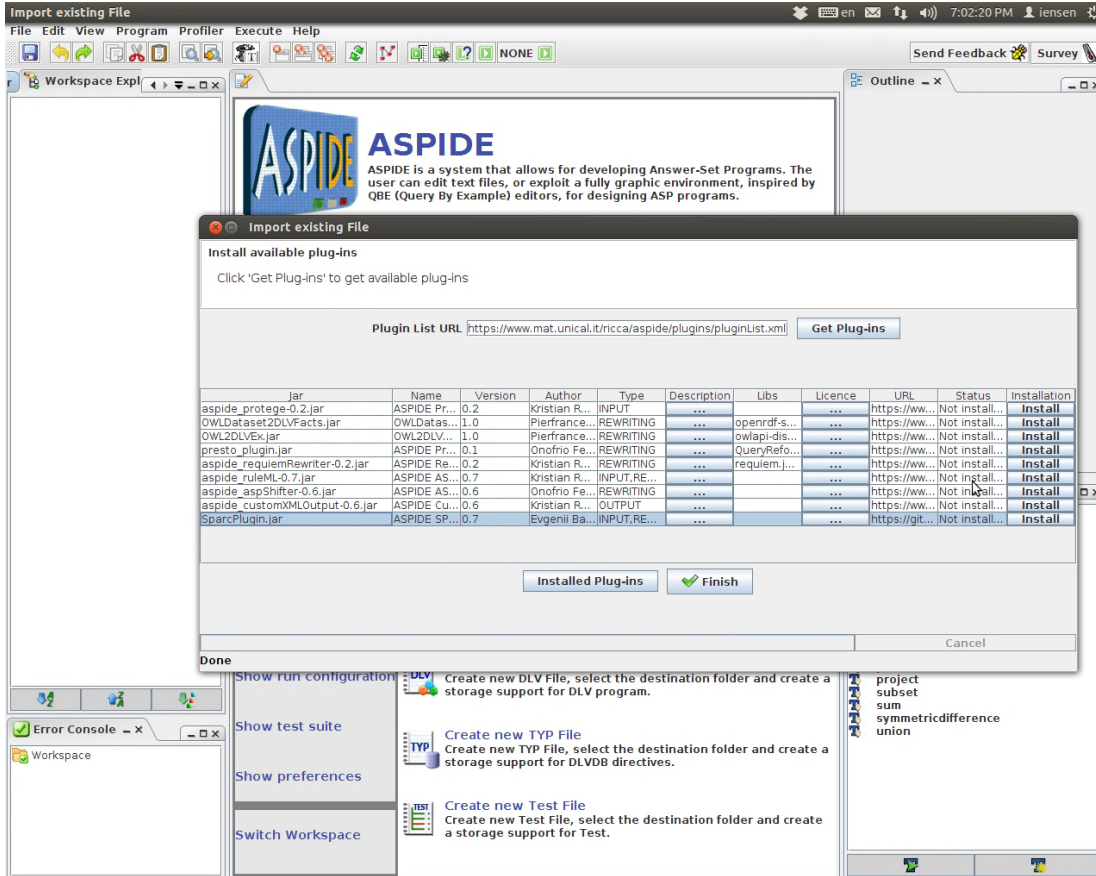 Import existing File
en
7:02:20 PM
iensen
File Edit View Program Profiler Execute Help
NONE
Send Feedback
Survey
r
Workspace Expl
Outline
ASPIDE
ASPIDE
ASPIDE is a system that allows for developing Answer-Set Programs. The
user can edit text files, or exploit a fully graphic environment, inspired by
QBE (Query By Example) editors, for designing ASP programs.
Import existing File
Install available plug-ins
Click 'Get Plug-ins' to get available plug-ins
Plugin List URL https://www.mat.unical.it/ricca/aspide/plugins/pluginList.xml Get Plug-ins
Jar Name Version Author Type Description Libs Licence URL Status Installation
aspide_protege-0.2.jar ASPIDE Pr... 0.2 Kristian R... INPUT ... ... https://ww... Not install... Install
OWLDataset2DLVFacts.jar OWLDatas... 1.0 Pierfrance... REWRITING ... openrdf-s... ... https://ww... Not install... Install
OWL2DLVEx.jar OWL2DLV... 1.0 Pierfrance... REWRITING ... owlapi-dis... ... https://ww... Not install... Install
presto_plugin.jar ASPIDE Pr... 0.1 Onofrio Fe... REWRITING ... QueryRefo... ... https://ww... Not install... Install
aspide_requiemRewriter-0.2.jar ASPIDE Re... 0.2 Kristian R... REWRITING ... requiem.j... ... https://ww... Not install... Install
aspide_ruleML-0.7.jar ASPIDE AS... 0.7 Kristian R... INPUT,RE... ... ... https://ww... Not install... Install
aspide_aspShifter-0.6.jar ASPIDE AS... 0.6 Onofrio Fe... REWRITING ... ... https://ww... Not install... Install
aspide_customXMLOutput-0.6.jar ASPIDE Cu... 0.6 Kristian R... OUTPUT ... ... https://ww... Not install... Install
SparcPlugin.jar ASPIDE SP... 0.7 Evgenii Ba... INPUT,RE... ... ... https://git... Not install... Install
Installed Plug-ins Finish
Cancel
Done
Show run configuration
Show test suite
Show preferences
Switch Workspace
DLV
Create new DLV File, select the destination folder and create a
storage support for DLV program.
TYP
Create new TYP File
Create new TYP File, select the destination folder and create a
storage support for DLVDB directives.
TEST
Create new Test File
Create new Test File, select the destination folder and create
a storage support for Test.
project
subset
sum
symmetricdifference
union
Error Console
Workspace